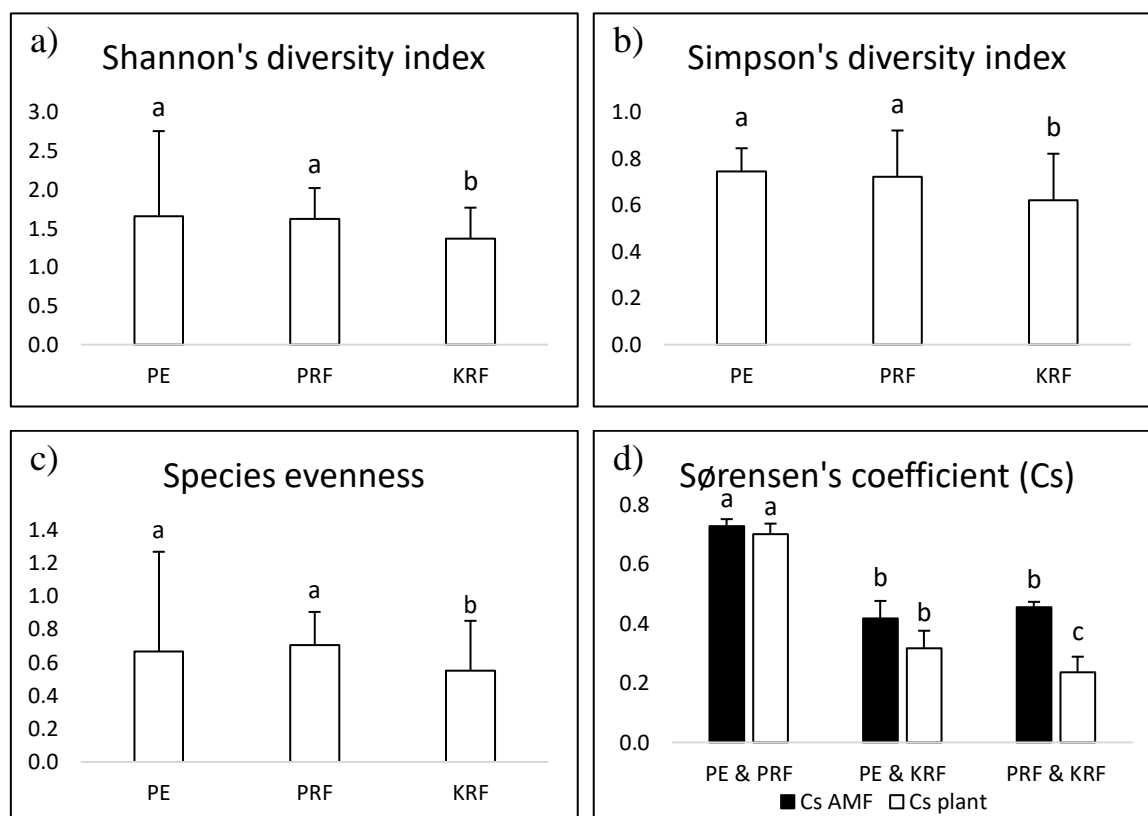 a)
Shannon's diversity index
3.0
2.5
2.0
1.5
1.0
0.5
0.0
a
a
b
PE PRF KRF
b)
Simpson's diversity index
1.0
0.8
0.6
0.4
0.2
0.0
a
a
b
PE PRF KRF
c)
Species evenness
1.4
1.2
1.0
0.8
0.6
0.4
0.2
0.0
a
a
b
PE PRF KRF
d)
Sørensen's coefficient (Cs)
0.8
0.6
0.4
0.2
0.0
a a
b b
b c
PE & PRF PE & KRF PRF & KRF
Cs AMF Cs plant